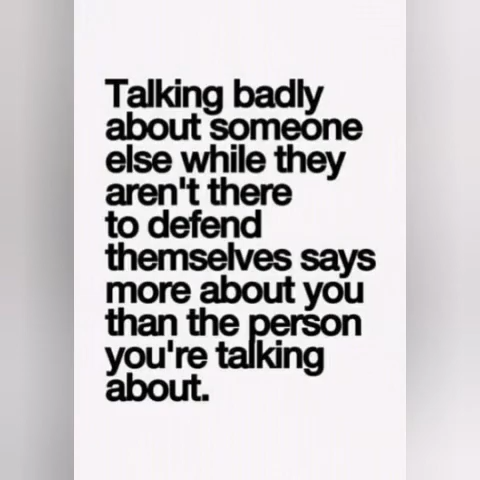 Talking badly
about someone
else while they
aren't there
to defend
themselves says
more about you
than the person
you're talking
about.